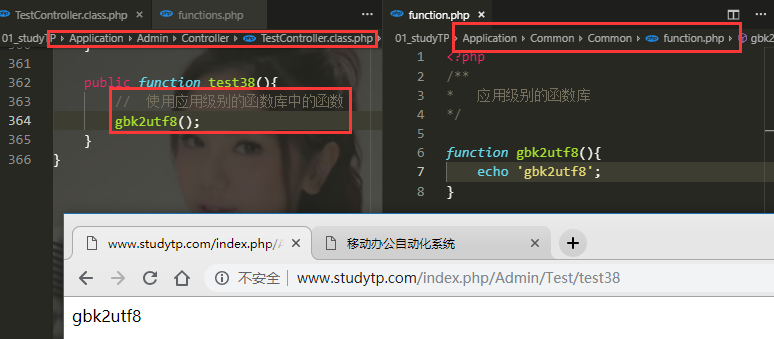 TestController.class.php × functions.php ···
01_studyTP > Application > Admin > Controller > TestController.class.php >
361
362 public function test38(){
363 // 使用应用级别的函数库中的函数
364 gbk2utf8();
365 }
366 }
function.php × ···
01_studyTP > Application > Common > Common > function.php > gbk2
1 <?php
2 /**
3 * 应用级别的函数库
4 */
5
6 function gbk2utf8(){
7 echo 'gbk2utf8';
8 }
www.studytp.com/index.php/A × 移动办公自动化系统 × +
不安全 | www.studytp.com/index.php/Admin/Test/test38
gbk2utf8